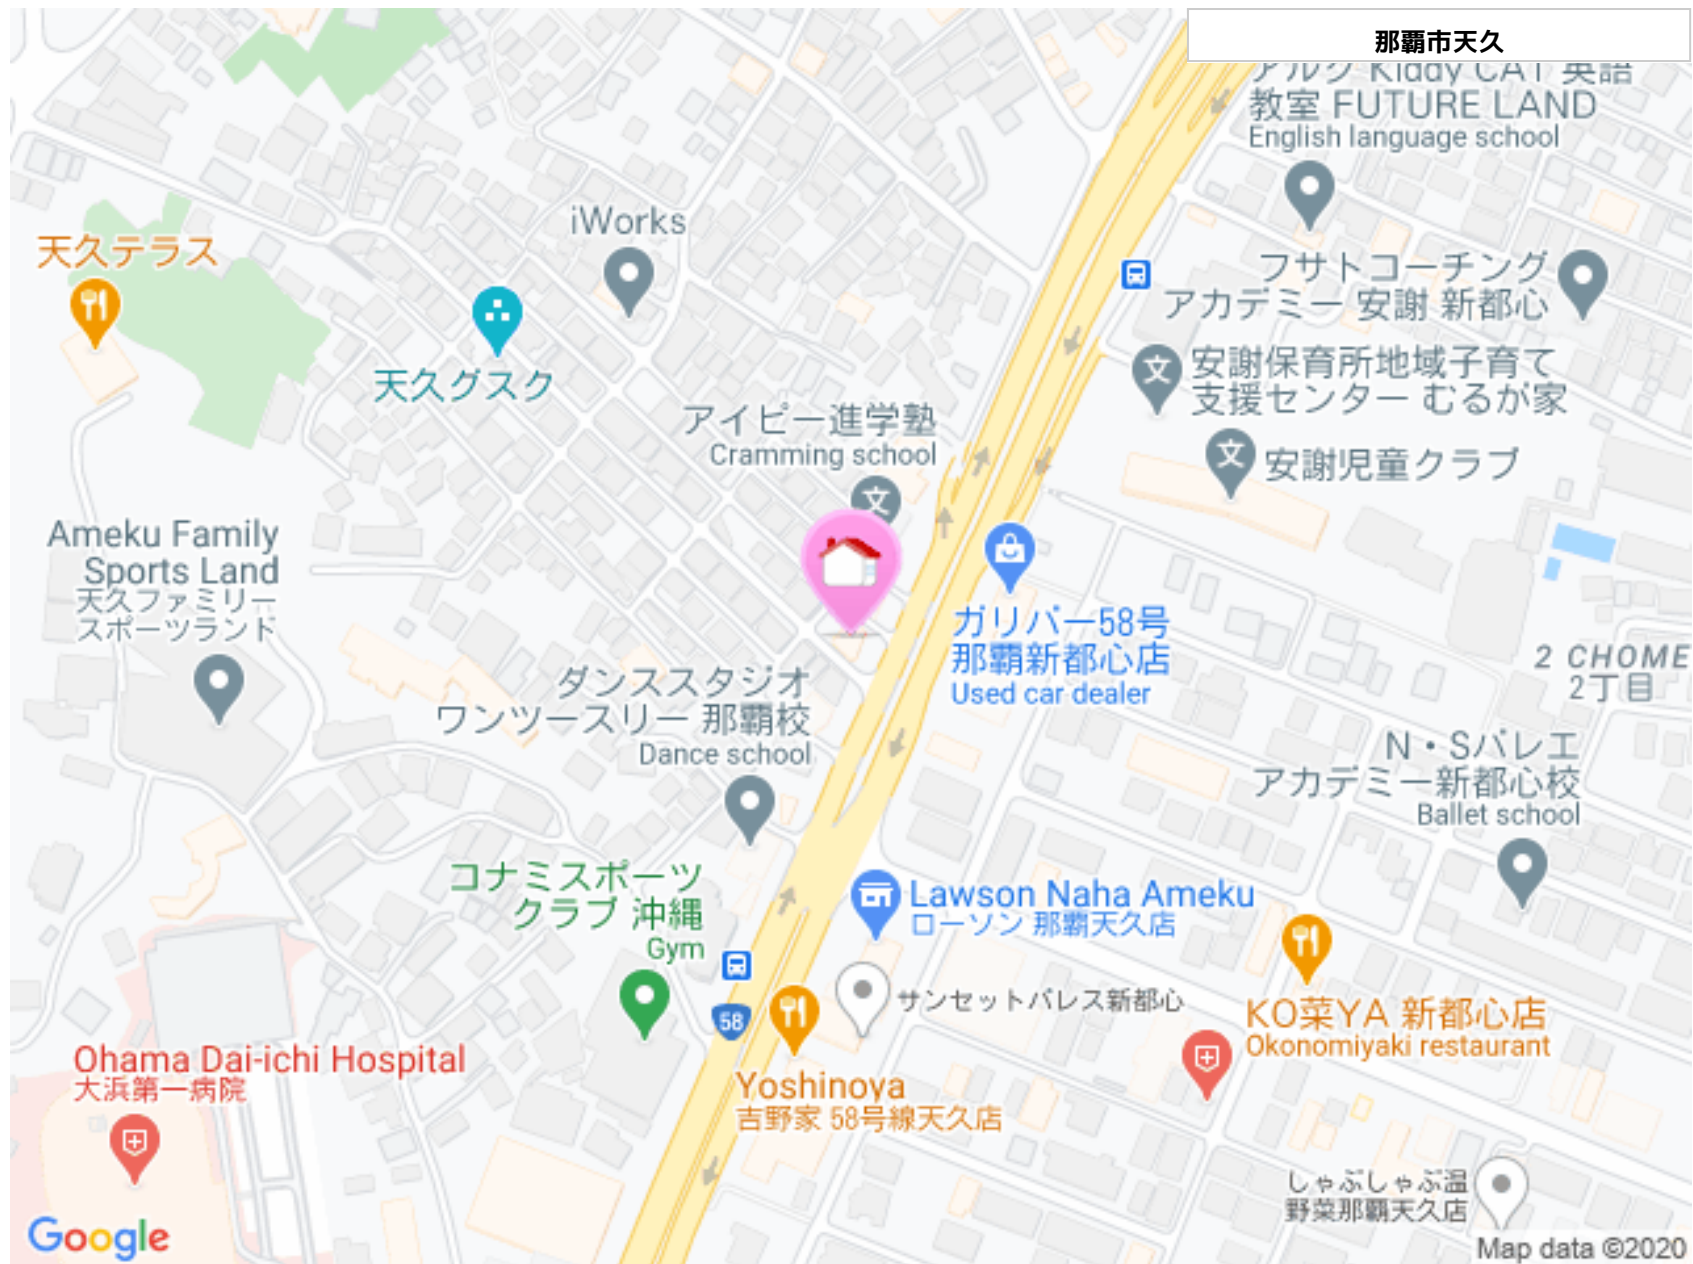 那覇市天久
アルク Kiddy CAT 英語
教室 FUTURE LAND
English language school
iWorks
天久テラス
フサトコーチング
アカデミー 安謝 新都心
天久グスク
安謝保育所地域子育て
支援センター むるが家
アイピー進学塾
Cramming school
文
文
文
安謝児童クラブ
Ameku Family
Sports Land
天久ファミリー
スポーツランド
ガリバー58号
那覇新都心店
Used car dealer
2 CHOME
2丁目
ダンススタジオ
ワンツースリー 那覇校
Dance school
N・Sバレエ
アカデミー新都心校
Ballet school
コナミスポーツ
クラブ 沖縄
Gym
Lawson Naha Ameku
ローソン 那覇天久店
58
サンセットパレス新都心
KO菜YA 新都心店
Okonomiyaki restaurant
Ohama Dai-ichi Hospital
大浜第一病院
Yoshinoya
吉野家 58号線天久店
しゃぶしゃぶ温
野菜那覇天久店
Google
Map data ©2020